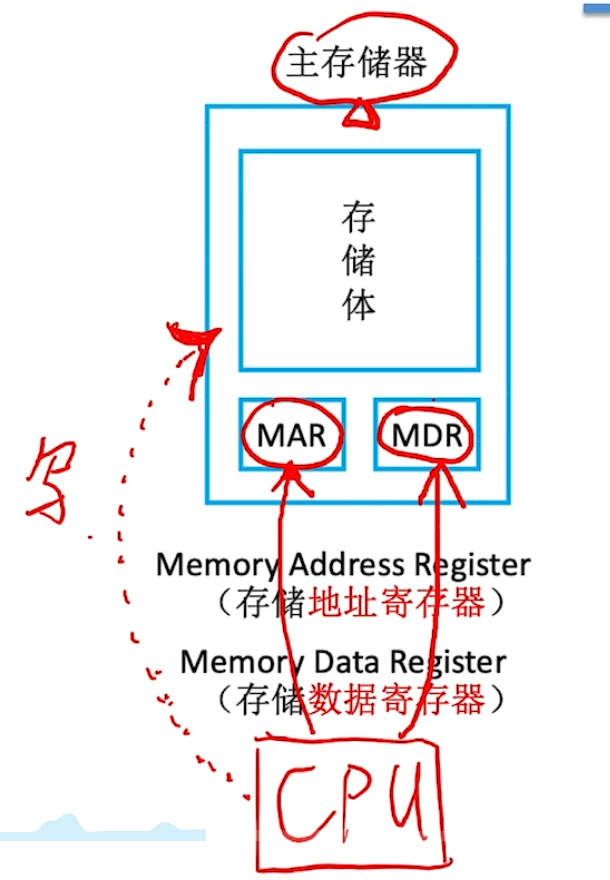 主存储器
存
储
体
MAR
MDR
写
Memory Address Register
（存储地址寄存器）
Memory Data Register
（存储数据寄存器）
CPU